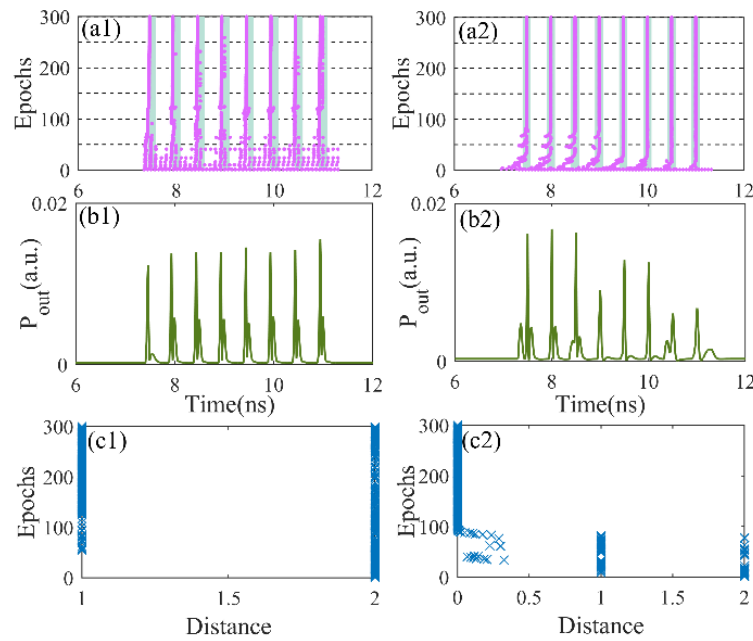 (a1)
Epochs
300
200
100
0
6
8
10
12
(a2)
Epochs
300
200
100
0
6
8
10
12
(b1)
P_out(a.u.)
0.02
0
6
8
10
12
Time(ns)
(b2)
P_out(a.u.)
0.02
0
6
8
10
12
Time(ns)
(c1)
Epochs
300
200
100
0
1
1.5
2
Distance
(c2)
Epochs
300
200
100
0
0
0.5
1
1.5
2
Distance